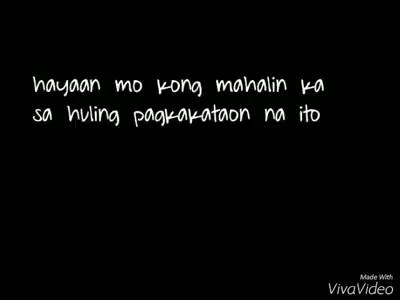 hayaan mo kong mahalin ka
sa huling pagkakataon na ito
Made With
VivaVideo